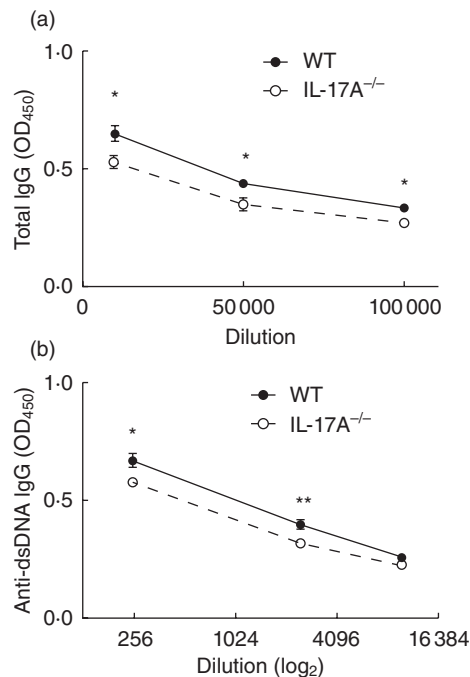 (a)
1·0
0·5
0·0
Total IgG (OD450)
WT
IL-17A−/−
*
*
*
0
50 000
100 000
Dilution
(b)
1·0
0·5
0·0
Anti-dsDNA IgG (OD450)
WT
IL-17A−/−
*
**
256
1024
4096
16 384
Dilution (log2)